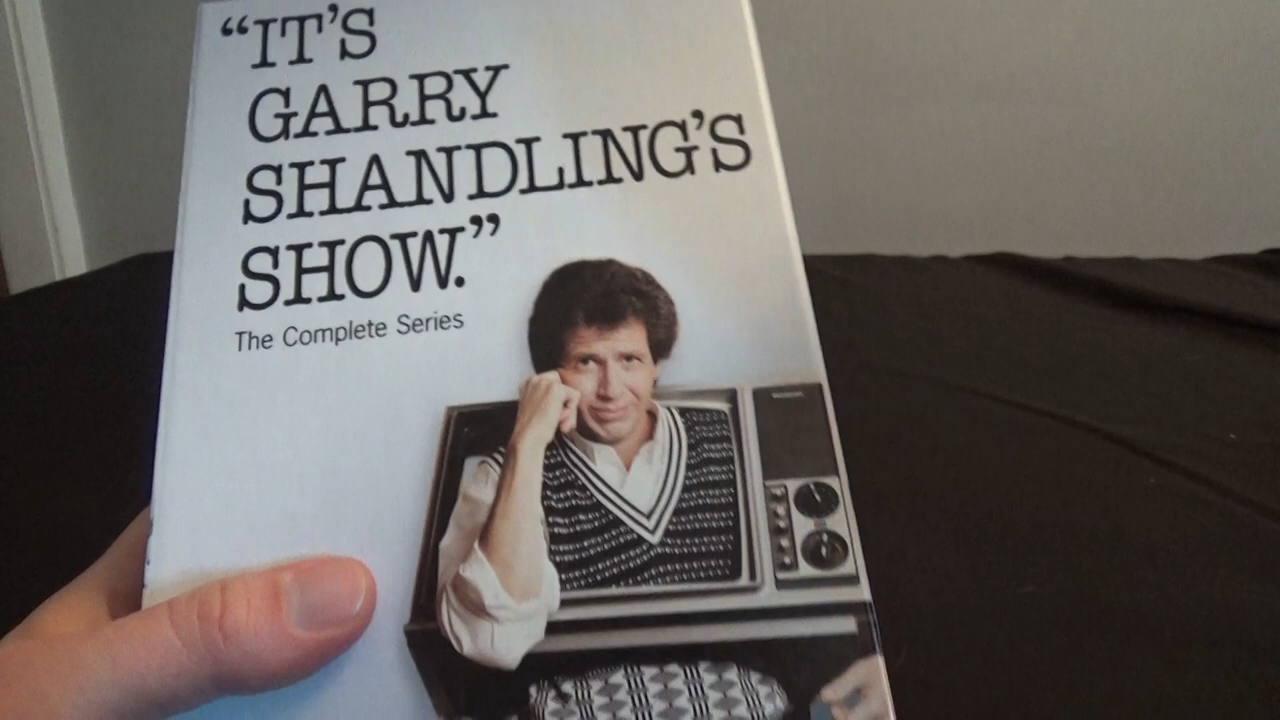 “IT’S
GARRY
SHANDLING’S
SHOW.”
The Complete Series